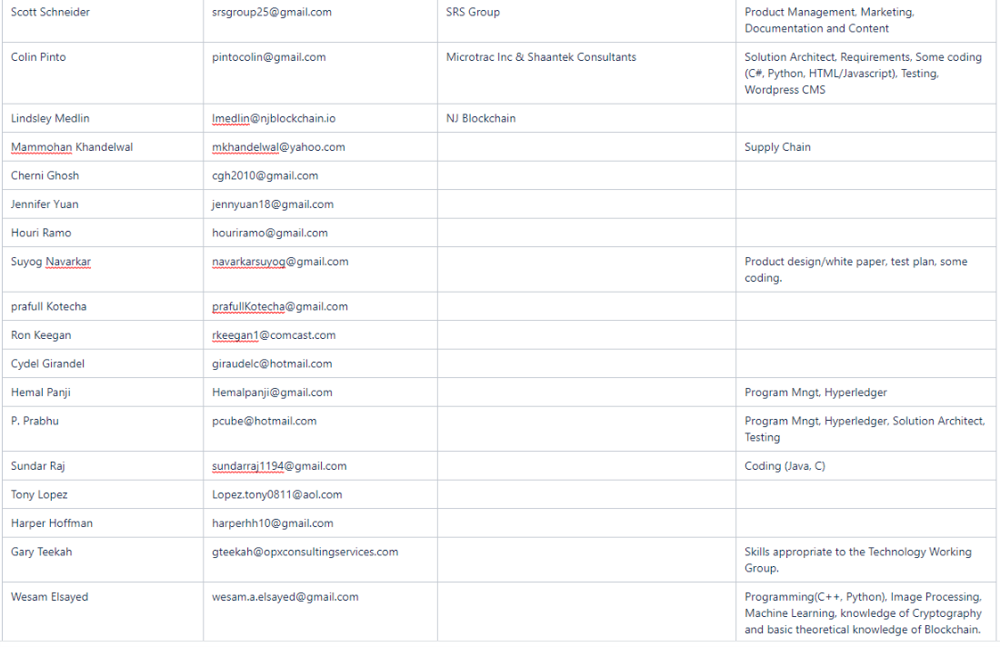 Scott Schneider srsgroup25@gmail.com SRS Group Product Management, Marketing,
Documentation and Content
Colin Pinto pintocolin@gmail.com Microtrac Inc & Shaantek Consultants Solution Architect, Requirements, Some coding
(C#, Python, HTML/Javascript), Testing,
Wordpress CMS
Lindsley Medlin lmedlin@njblockchain.io NJ Blockchain
Mammohan Khandelwal mkhandelwal@yahoo.com Supply Chain
Cherni Ghosh cgh2010@gmail.com
Jennifer Yuan jennyuan18@gmail.com
Houri Ramo houriramo@gmail.com
Suyog Navarkar navarkarsuyog@gmail.com Product design/white paper, test plan, some
coding.
prafull Kotecha prafullKotecha@gmail.com
Ron Keegan rkeegan1@comcast.com
Cydel Girandel giraudelc@hotmail.com
Hemal Panji Hemalpanji@gmail.com Program Mngt, Hyperledger
P. Prabhu pcube@hotmail.com Program Mngt, Hyperledger, Solution Architect,
Testing
Sundar Raj sundarraj1194@gmail.com Coding (Java, C)
Tony Lopez Lopez.tony0811@aol.com
Harper Hoffman harperhh10@gmail.com
Gary Teekah gteekah@opxconsultingservices.com Skills appropriate to the Technology Working
Group.
Wesam Elsayed wesam.a.elsayed@gmail.com Programming(C++, Python), Image Processing,
Machine Learning, knowledge of Cryptography
and basic theoretical knowledge of Blockchain.